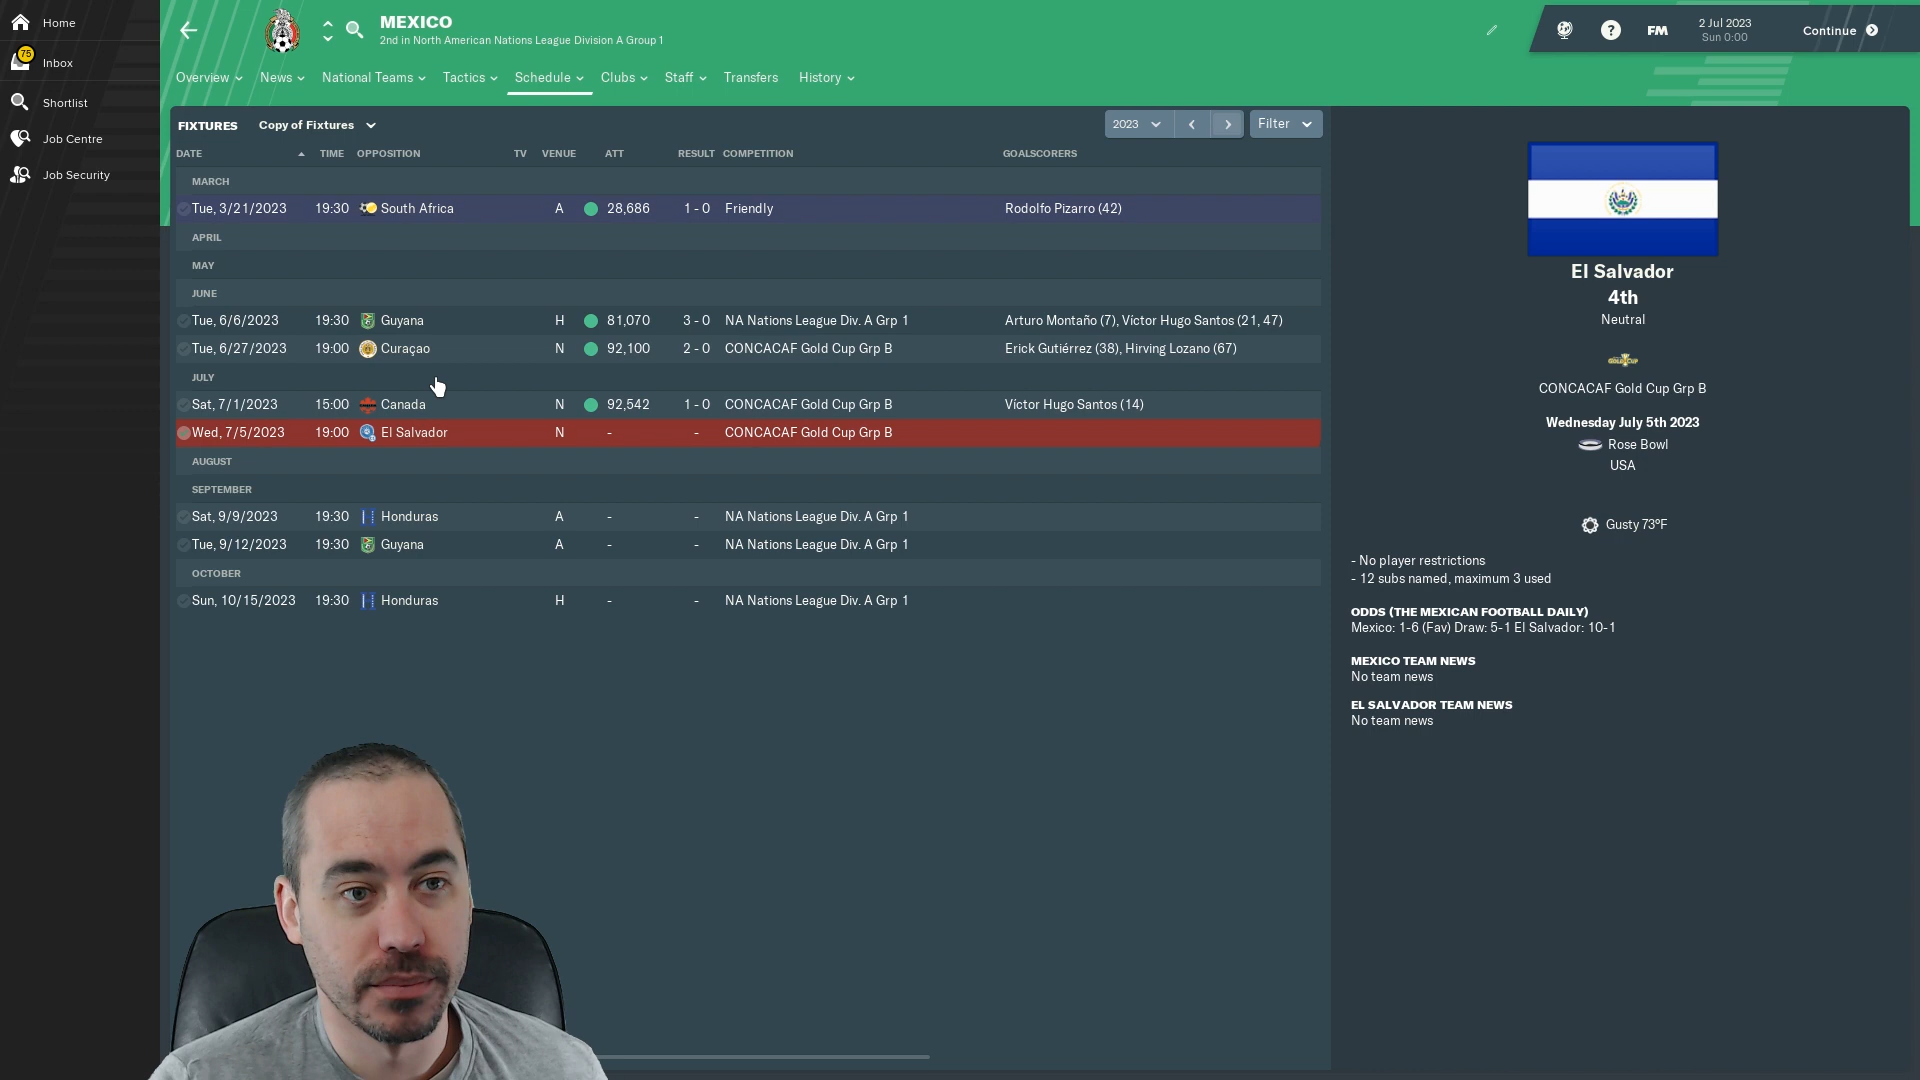 Home
75
Inbox
Shortlist
Job Centre
Job Security
MEXICO
2nd in North American Nations League Division A Group 1
?
FM
2 Jul 2023
Sun 0:00
Continue
Overview
News
National Teams
Tactics
Schedule
Clubs
Staff
Transfers
History
FIXTURES
Copy of Fixtures
2023
Filter
DATE TIME OPPOSITION TV VENUE ATT RESULT COMPETITION GOALSCORERS
MARCH
Tue, 3/21/2023 19:30 South Africa A 28,686 1 - 0 Friendly Rodolfo Pizarro (42)
APRIL
MAY
JUNE
Tue, 6/6/2023 19:30 Guyana H 81,070 3 - 0 NA Nations League Div. A Grp 1 Arturo Montaño (7), Víctor Hugo Santos (21, 47)
Tue, 6/27/2023 19:00 Curaçao N 92,100 2 - 0 CONCACAF Gold Cup Grp B Erick Gutiérrez (38), Hirving Lozano (67)
JULY
Sat, 7/1/2023 15:00 Canada N 92,542 1 - 0 CONCACAF Gold Cup Grp B Víctor Hugo Santos (14)
Wed, 7/5/2023 19:00 El Salvador N - - CONCACAF Gold Cup Grp B
AUGUST
SEPTEMBER
Sat, 9/9/2023 19:30 Honduras A - - NA Nations League Div. A Grp 1
Tue, 9/12/2023 19:30 Guyana A - - NA Nations League Div. A Grp 1
OCTOBER
Sun, 10/15/2023 19:30 Honduras H - - NA Nations League Div. A Grp 1
El Salvador
4th
Neutral
CONCACAF Gold Cup Grp B
Wednesday July 5th 2023
Rose Bowl
USA
Gusty 73°F
- No player restrictions
- 12 subs named, maximum 3 used
ODDS (THE MEXICAN FOOTBALL DAILY)
Mexico: 1-6 (Fav) Draw: 5-1 El Salvador: 10-1
MEXICO TEAM NEWS
No team news
EL SALVADOR TEAM NEWS
No team news